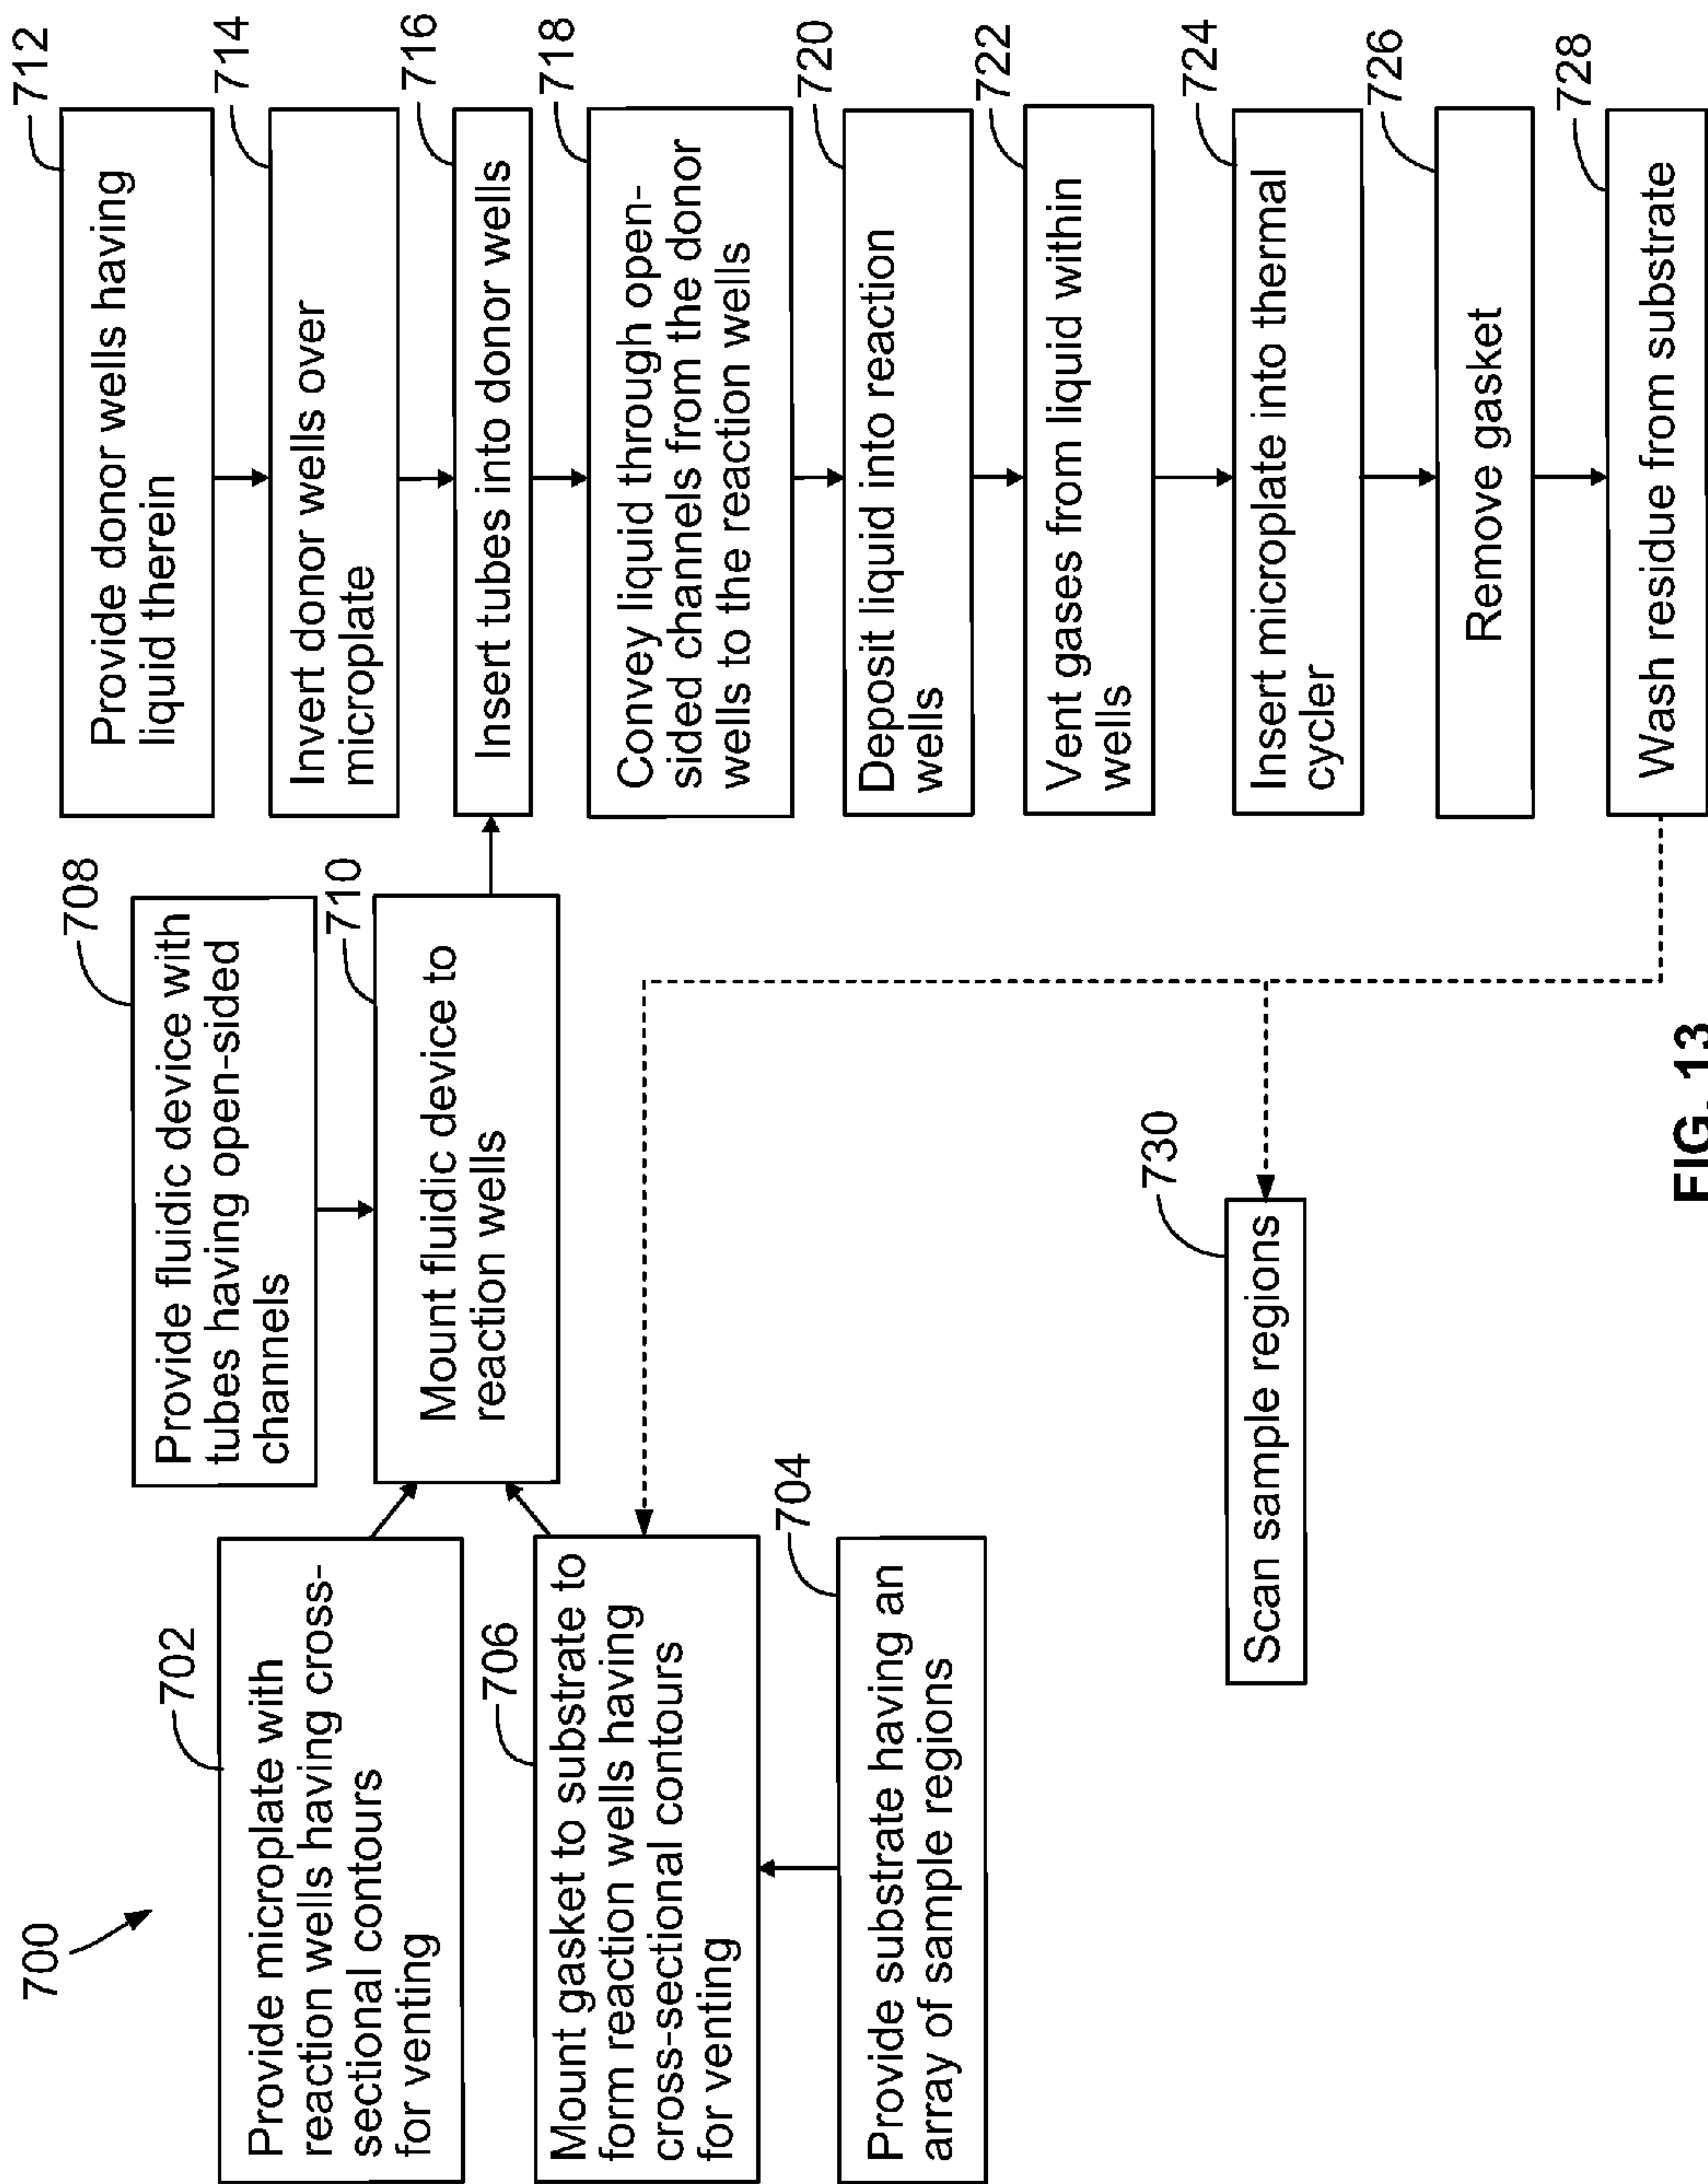 700
702
Provide microplate with
reaction wells having cross-
sectional contours
for venting
706
Mount gasket to substrate to
form reaction wells having
cross-sectional contours
for venting
704
Provide substrate having an
array of sample regions
708
Provide fluidic device with
tubes having open-sided
channels
710
Mount fluidic device to
reaction wells
712
Provide donor wells having
liquid therein
714
Invert donor wells over
microplate
716
Insert tubes into donor wells
718
Convey liquid through open-
sided channels from the donor
wells to the reaction wells
720
Deposit liquid into reaction
wells
722
Vent gases from liquid within
wells
724
Insert microplate into thermal
cycler
726
Remove gasket
728
Wash residue from substrate
730
Scan sample regions
FIG. 13